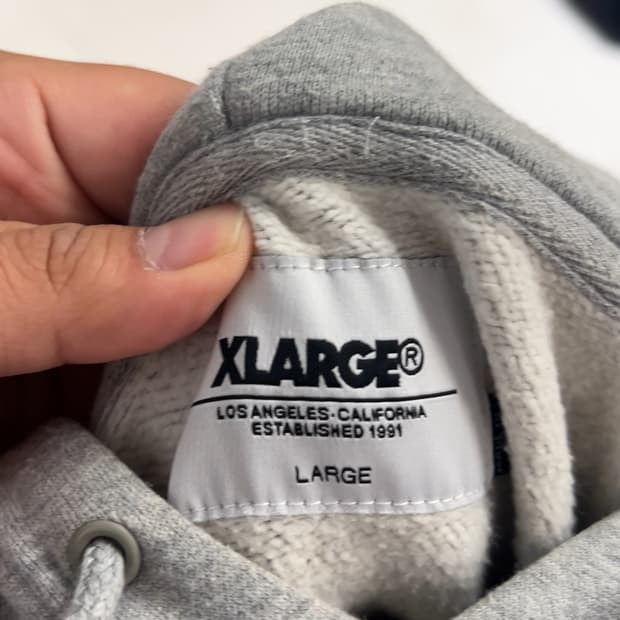 XLARGE®
LOS ANGELES·CALIFORNIA
ESTABLISHED 1991
LARGE